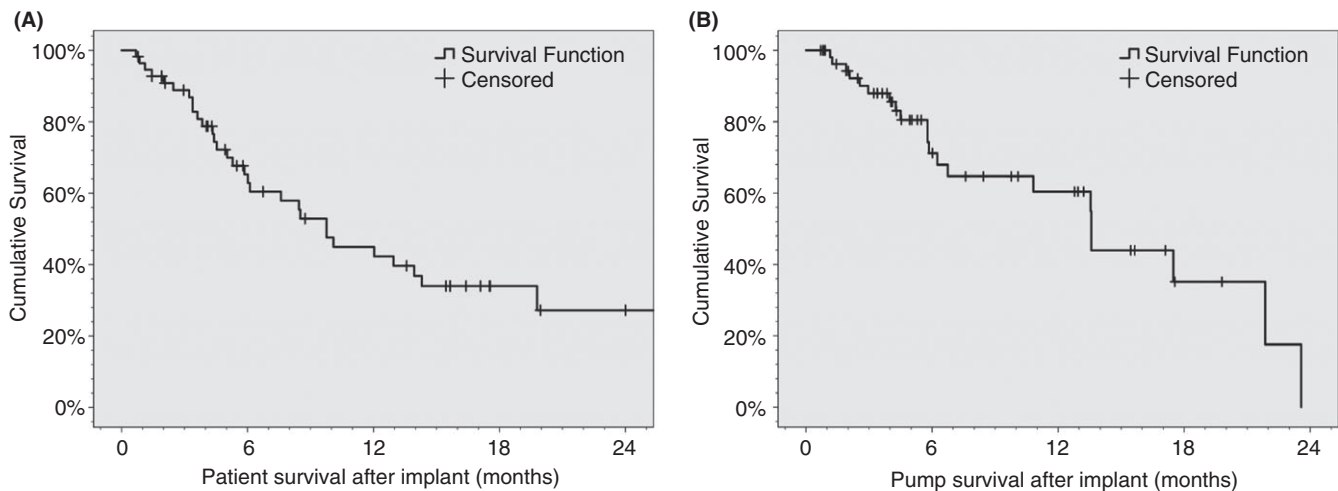 (A)
Survival Function
Censored
100%
80%
60%
40%
20%
0%
Cumulative Survival
0 6 12 18 24
Patient survival after implant (months)
(B)
Survival Function
Censored
100%
80%
60%
40%
20%
0%
Cumulative Survival
0 6 12 18 24
Pump survival after implant (months)